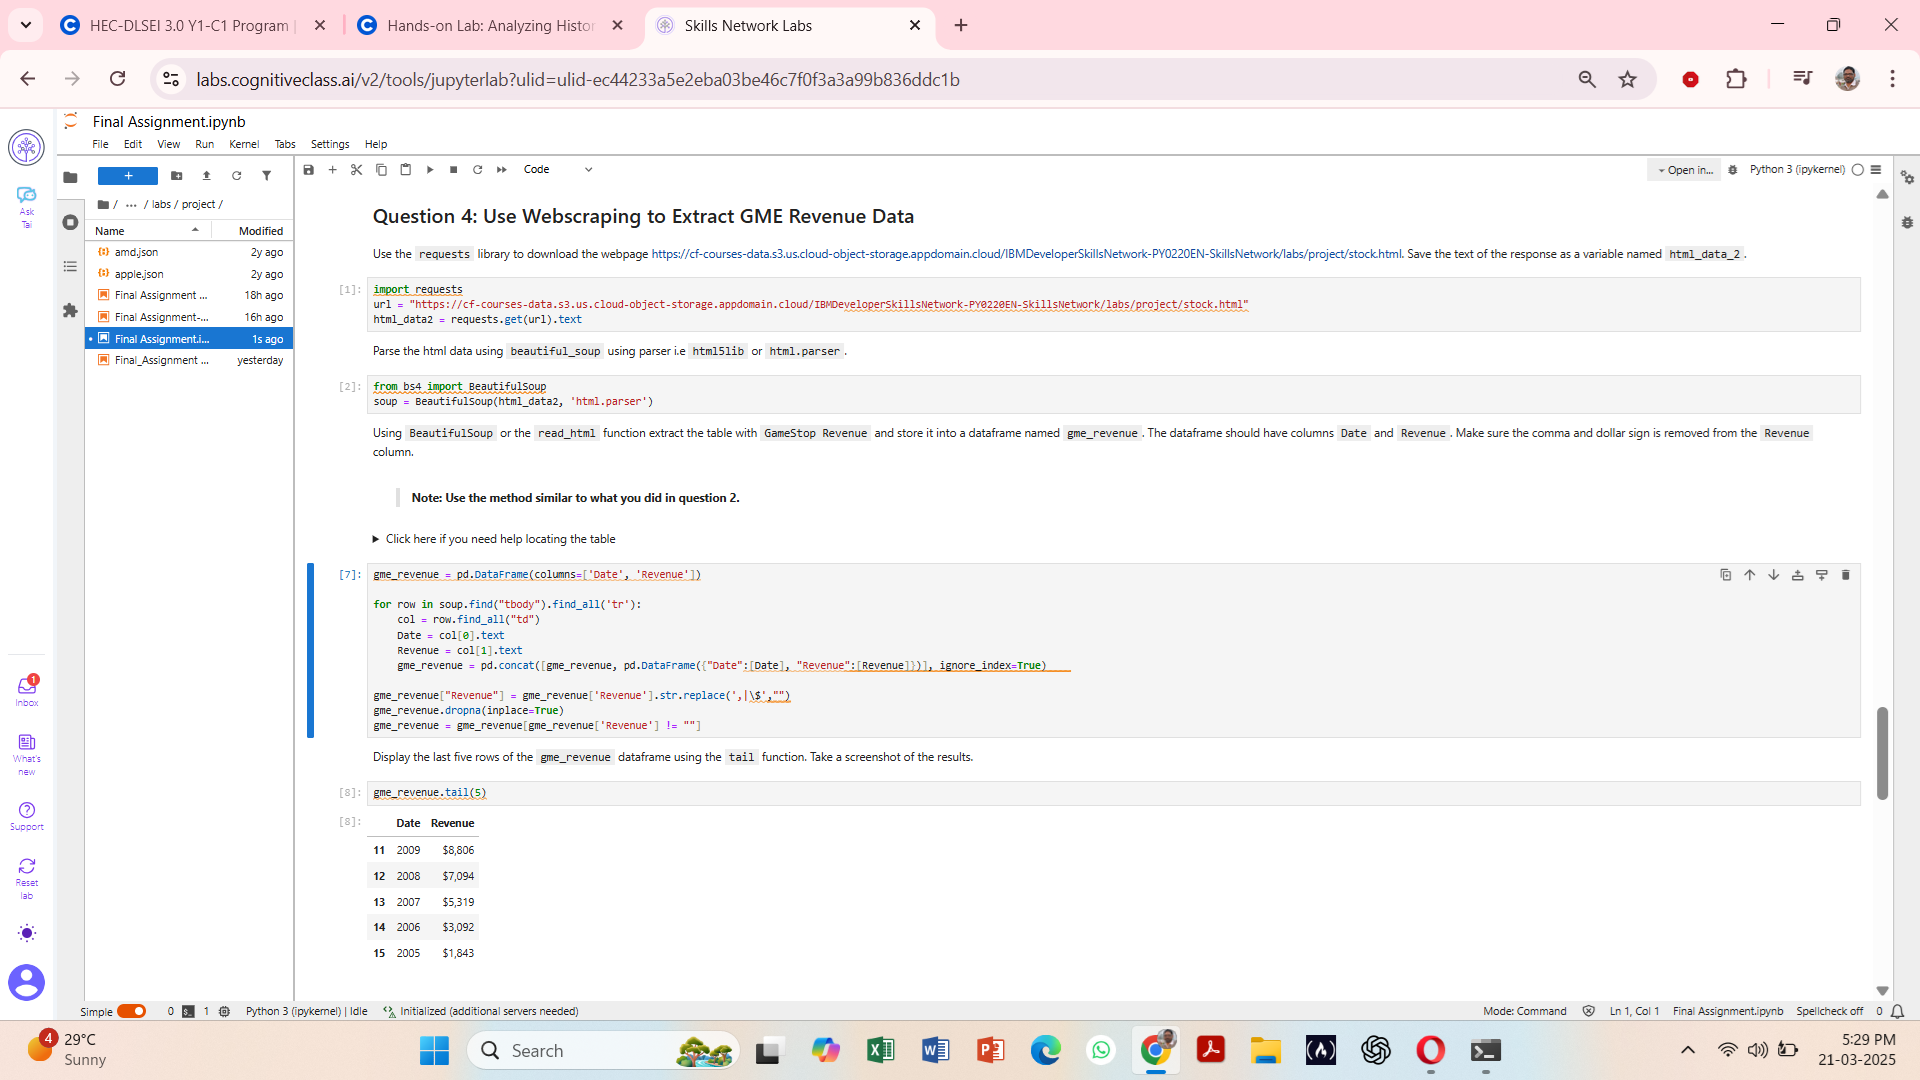 HEC-DLSEI 3.0 Y1-C1 Program |
Hands-on Lab: Analyzing Histor
Skills Network Labs
labs.cognitiveclass.ai/v2/tools/jupyterlab?ulid=ulid-ec44233a5e2eba03be46c7f0f3a3a99b836ddc1b
Final Assignment.ipynb
File Edit View Run Kernel Tabs Settings Help
Ask
Tai
Code
Open in...
Python 3 (ipykernel)
/ ... / labs / project /
Name Modified
amd.json 2y ago
apple.json 2y ago
Final Assignment ... 18h ago
Final Assignment-... 16h ago
Final Assignment.i... 1s ago
Final_Assignment ... yesterday
1
Inbox
What's
new
Support
Reset
lab
Question 4: Use Webscraping to Extract GME Revenue Data
Use the requests library to download the webpage https://cf-courses-data.s3.us.cloud-object-storage.appdomain.cloud/IBMDeveloperSkillsNetwork-PY0220EN-SkillsNetwork/labs/project/stock.html. Save the text of the response as a variable named html_data_2.
[1]: import requests
url = "https://cf-courses-data.s3.us.cloud-object-storage.appdomain.cloud/IBMDeveloperSkillsNetwork-PY0220EN-SkillsNetwork/labs/project/stock.html"
html_data2 = requests.get(url).text
Parse the html data using beautiful_soup using parser i.e html5lib or html.parser.
[2]: from bs4 import BeautifulSoup
soup = BeautifulSoup(html_data2, 'html.parser')
Using BeautifulSoup or the read_html function extract the table with GameStop Revenue and store it into a dataframe named gme_revenue. The dataframe should have columns Date and Revenue. Make sure the comma and dollar sign is removed from the Revenue
column.
Note: Use the method similar to what you did in question 2.
Click here if you need help locating the table
[7]: gme_revenue = pd.DataFrame(columns=['Date', 'Revenue'])
for row in soup.find("tbody").find_all('tr'):
    col = row.find_all("td")
    Date = col[0].text
    Revenue = col[1].text
    gme_revenue = pd.concat([gme_revenue, pd.DataFrame({"Date":[Date], "Revenue":[Revenue]})], ignore_index=True)
gme_revenue["Revenue"] = gme_revenue['Revenue'].str.replace(',|\$',"")
gme_revenue.dropna(inplace=True)
gme_revenue = gme_revenue[gme_revenue['Revenue'] != ""]
Display the last five rows of the gme_revenue dataframe using the tail function. Take a screenshot of the results.
[8]: gme_revenue.tail(5)
[8]: Date Revenue
11 2009 $8,806
12 2008 $7,094
13 2007 $5,319
14 2006 $3,092
15 2005 $1,843
Simple 0 1 Python 3 (ipykernel) | Idle Initialized (additional servers needed) Mode: Command Ln 1, Col 1 Final Assignment.ipynb Spellcheck off 0
4
29°C
Sunny
Search
5:29 PM
21-03-2025